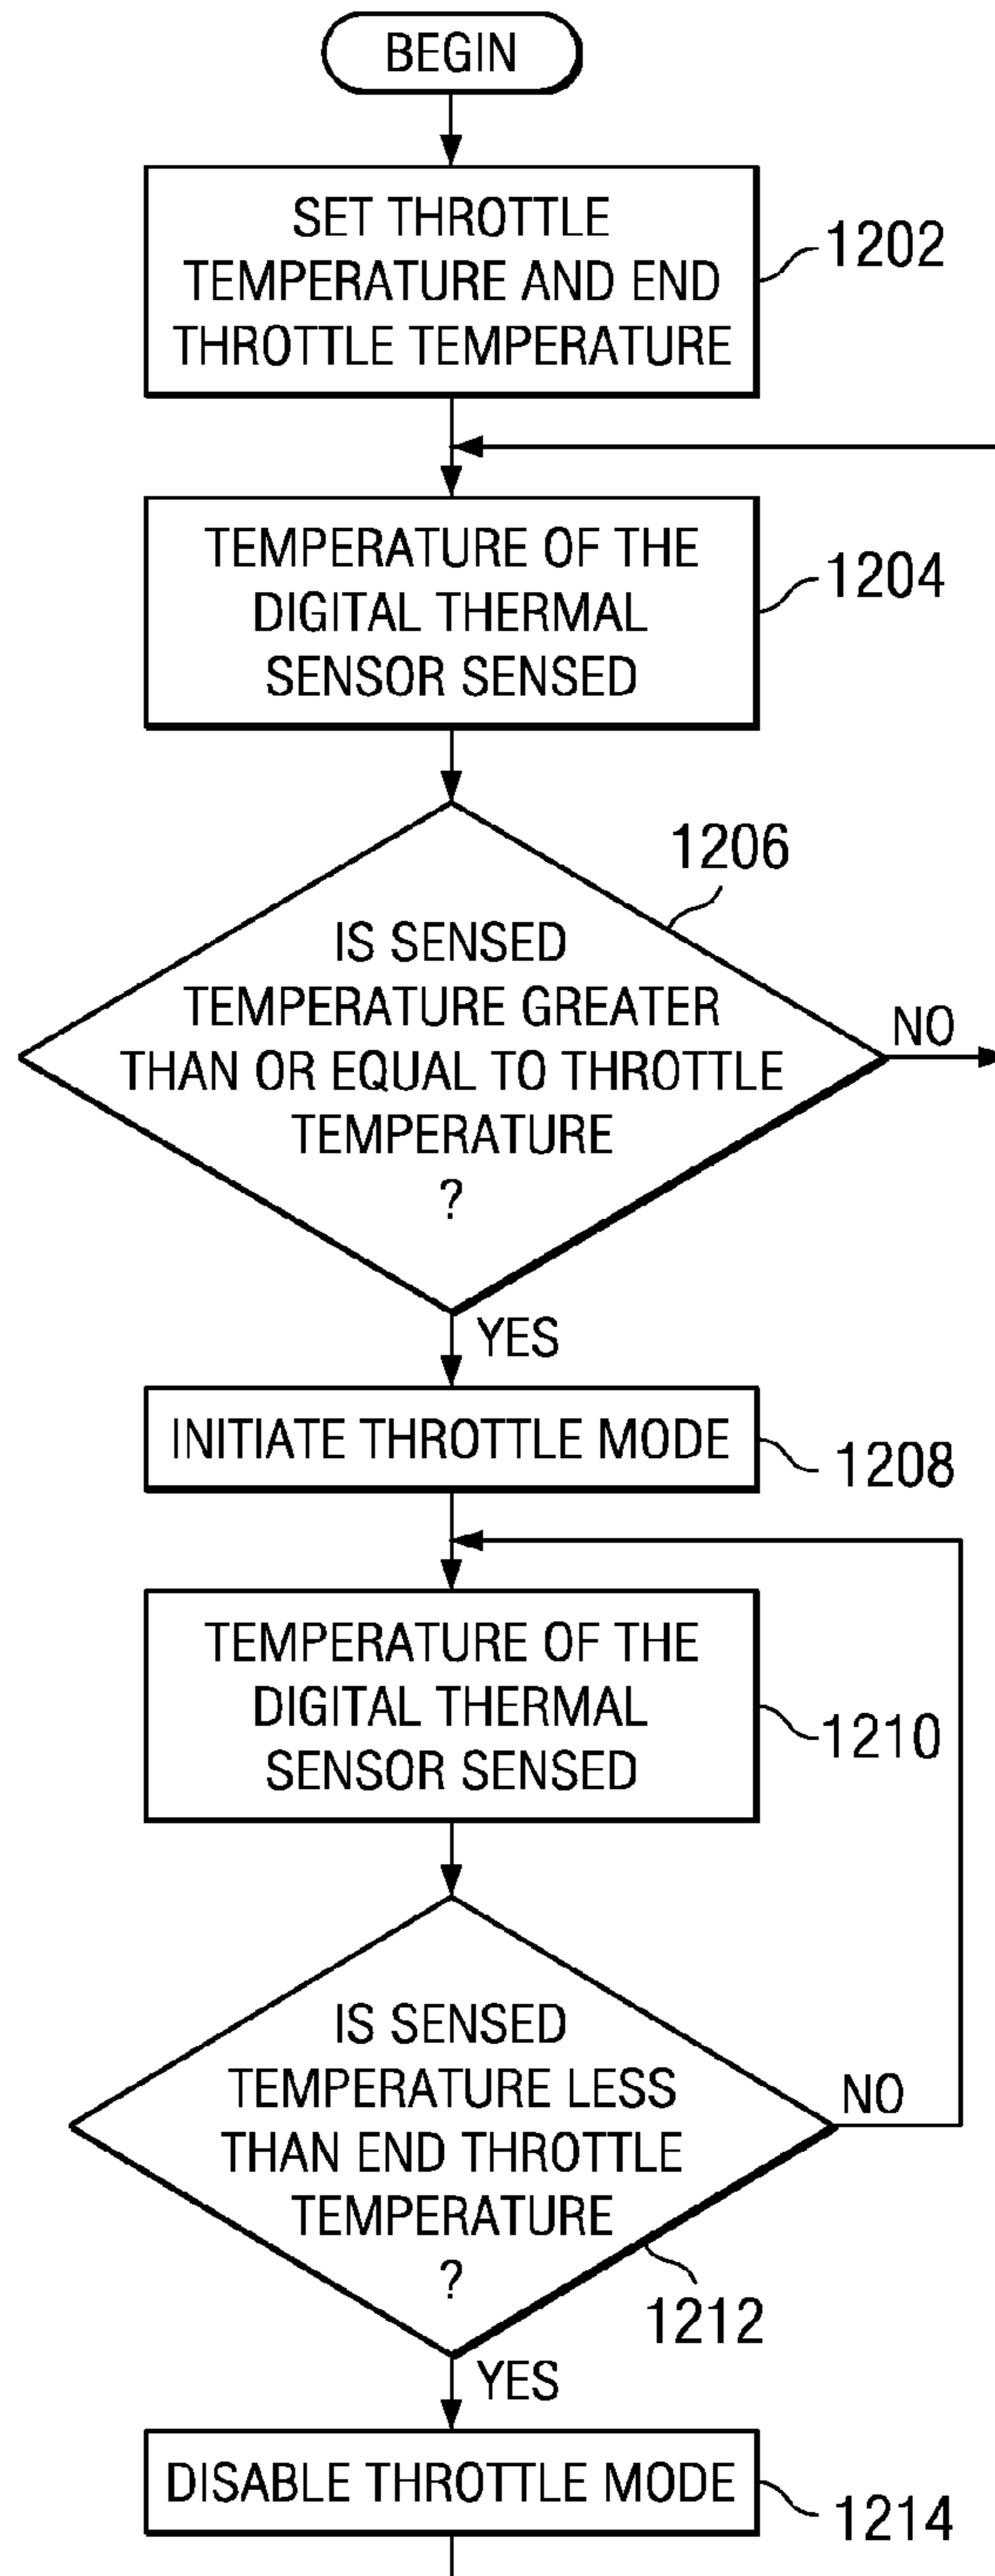 BEGIN
SET THROTTLE
TEMPERATURE AND END
THROTTLE TEMPERATURE
1202
TEMPERATURE OF THE
DIGITAL THERMAL
SENSOR SENSED
1204
1206
IS SENSED
TEMPERATURE GREATER
THAN OR EQUAL TO THROTTLE
TEMPERATURE
?
NO
YES
INITIATE THROTTLE MODE
1208
TEMPERATURE OF THE
DIGITAL THERMAL
SENSOR SENSED
1210
IS SENSED
TEMPERATURE LESS
THAN END THROTTLE
TEMPERATURE
?
NO
1212
YES
DISABLE THROTTLE MODE
1214